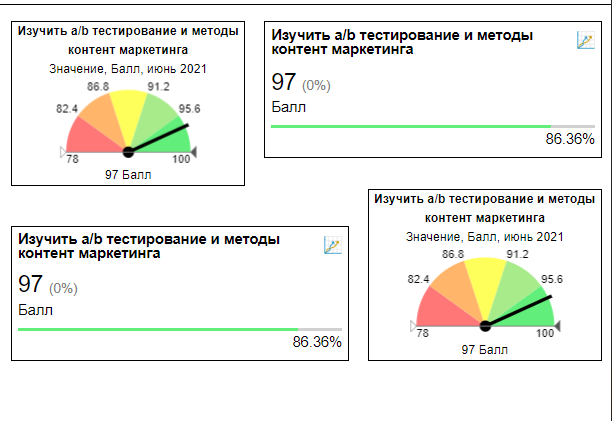 Изучить a/b тестирование и методы
контент маркетинга
Значение, Балл, июнь 2021
86.8
91.2
82.4
95.6
78
100
97 Балл
Изучить a/b тестирование и методы
контент маркетинга
97 (0%)
Балл
86.36%
Изучить a/b тестирование и методы
контент маркетинга
97 (0%)
Балл
86.36%
Изучить a/b тестирование и методы
контент маркетинга
Значение, Балл, июнь 2021
86.8
91.2
82.4
95.6
78
100
97 Балл